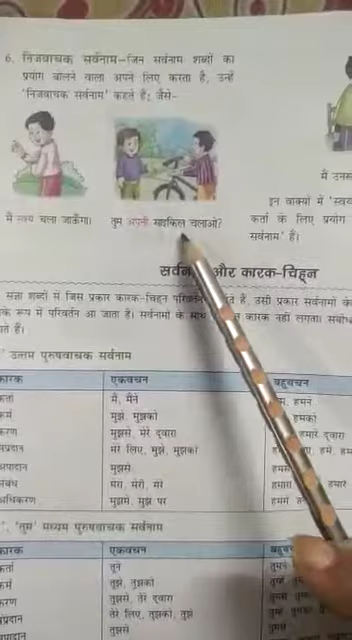 6. निजवाचक सर्वनाम–जिन सर्वनाम शब्दों का
प्रयोग बोलने वाला अपने लिए करता है, उन्हें
'निजवाचक सर्वनाम' कहते हैं; जैसे–
मैं स्वयं चला जाऊँगा।
तुम अपनी साइकिल चलाओ?
मैं उनस
इन वाक्यों में 'स्वय
कर्ता के लिए प्रयोग
सर्वनाम' हैं।
और कारक-चिह्न
संज्ञा शब्दों में जिस प्रकार कारक-चिह्न हैं, उसी प्रकार सर्वनामों के
के रूप में परिवर्तन आ जाता है। सर्वनामों के साथ कारक नहीं लगता।
उत्तम पुरुषवाचक सर्वनाम
कारक एकवचन बहुवचन
कर्ता मैं, मैंने हमने
कर्म मुझे, मुझको हमको
करण मुझसे, मेरे द्वारा हमारे द्वारा
संप्रदान मेरे लिए, मुझे, मुझको हमें
अपादान मुझसे
संबंध मेरा, मेरी, मेरे हमारा हमारे
अधिकरण मुझमें, मुझ पर
'तुम' मध्यम पुरुषवाचक सर्वनाम
कारक एकवचन
कर्ता तूने तुमने
कर्म तुझे, तुझको
करण तुझसे, तेरे द्वारा
संप्रदान तेरे लिए, तुझको, तुझे
अपादान तुझसे